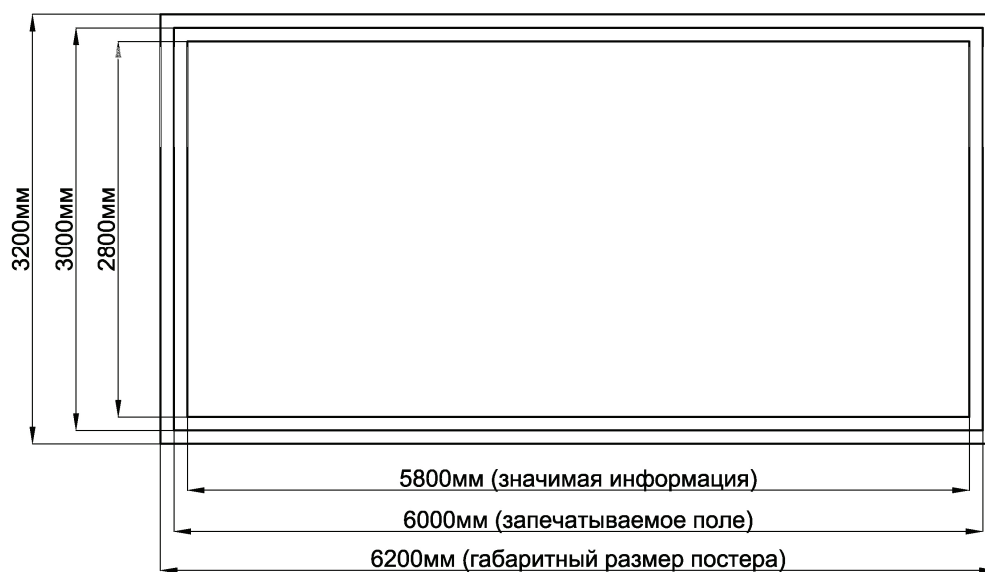 3200мм
3000мм
2800мм
5800мм (значимая информация)
6000мм (запечатываемое поле)
6200мм (габаритный размер постера)